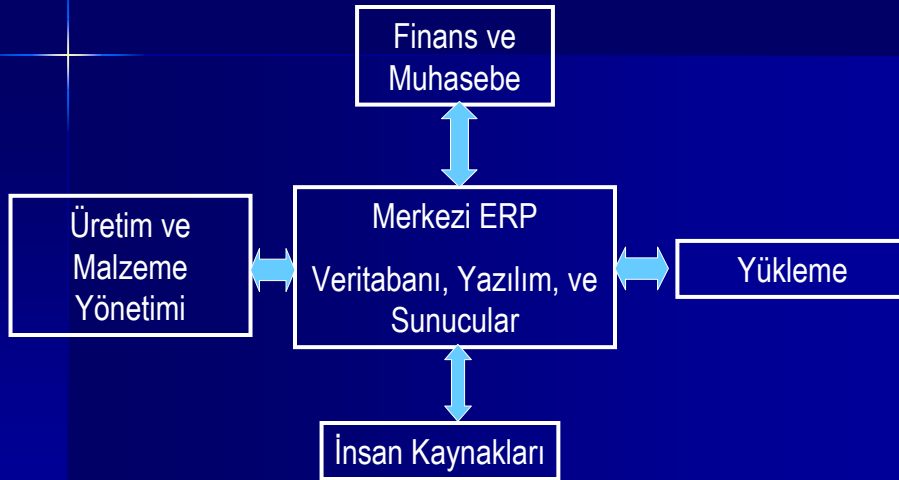 Finans ve
Muhasebe
Üretim ve
Malzeme
Yönetimi
Merkezi ERP
Veritabanı, Yazılım, ve
Sunucular
Yükleme
İnsan Kaynakları